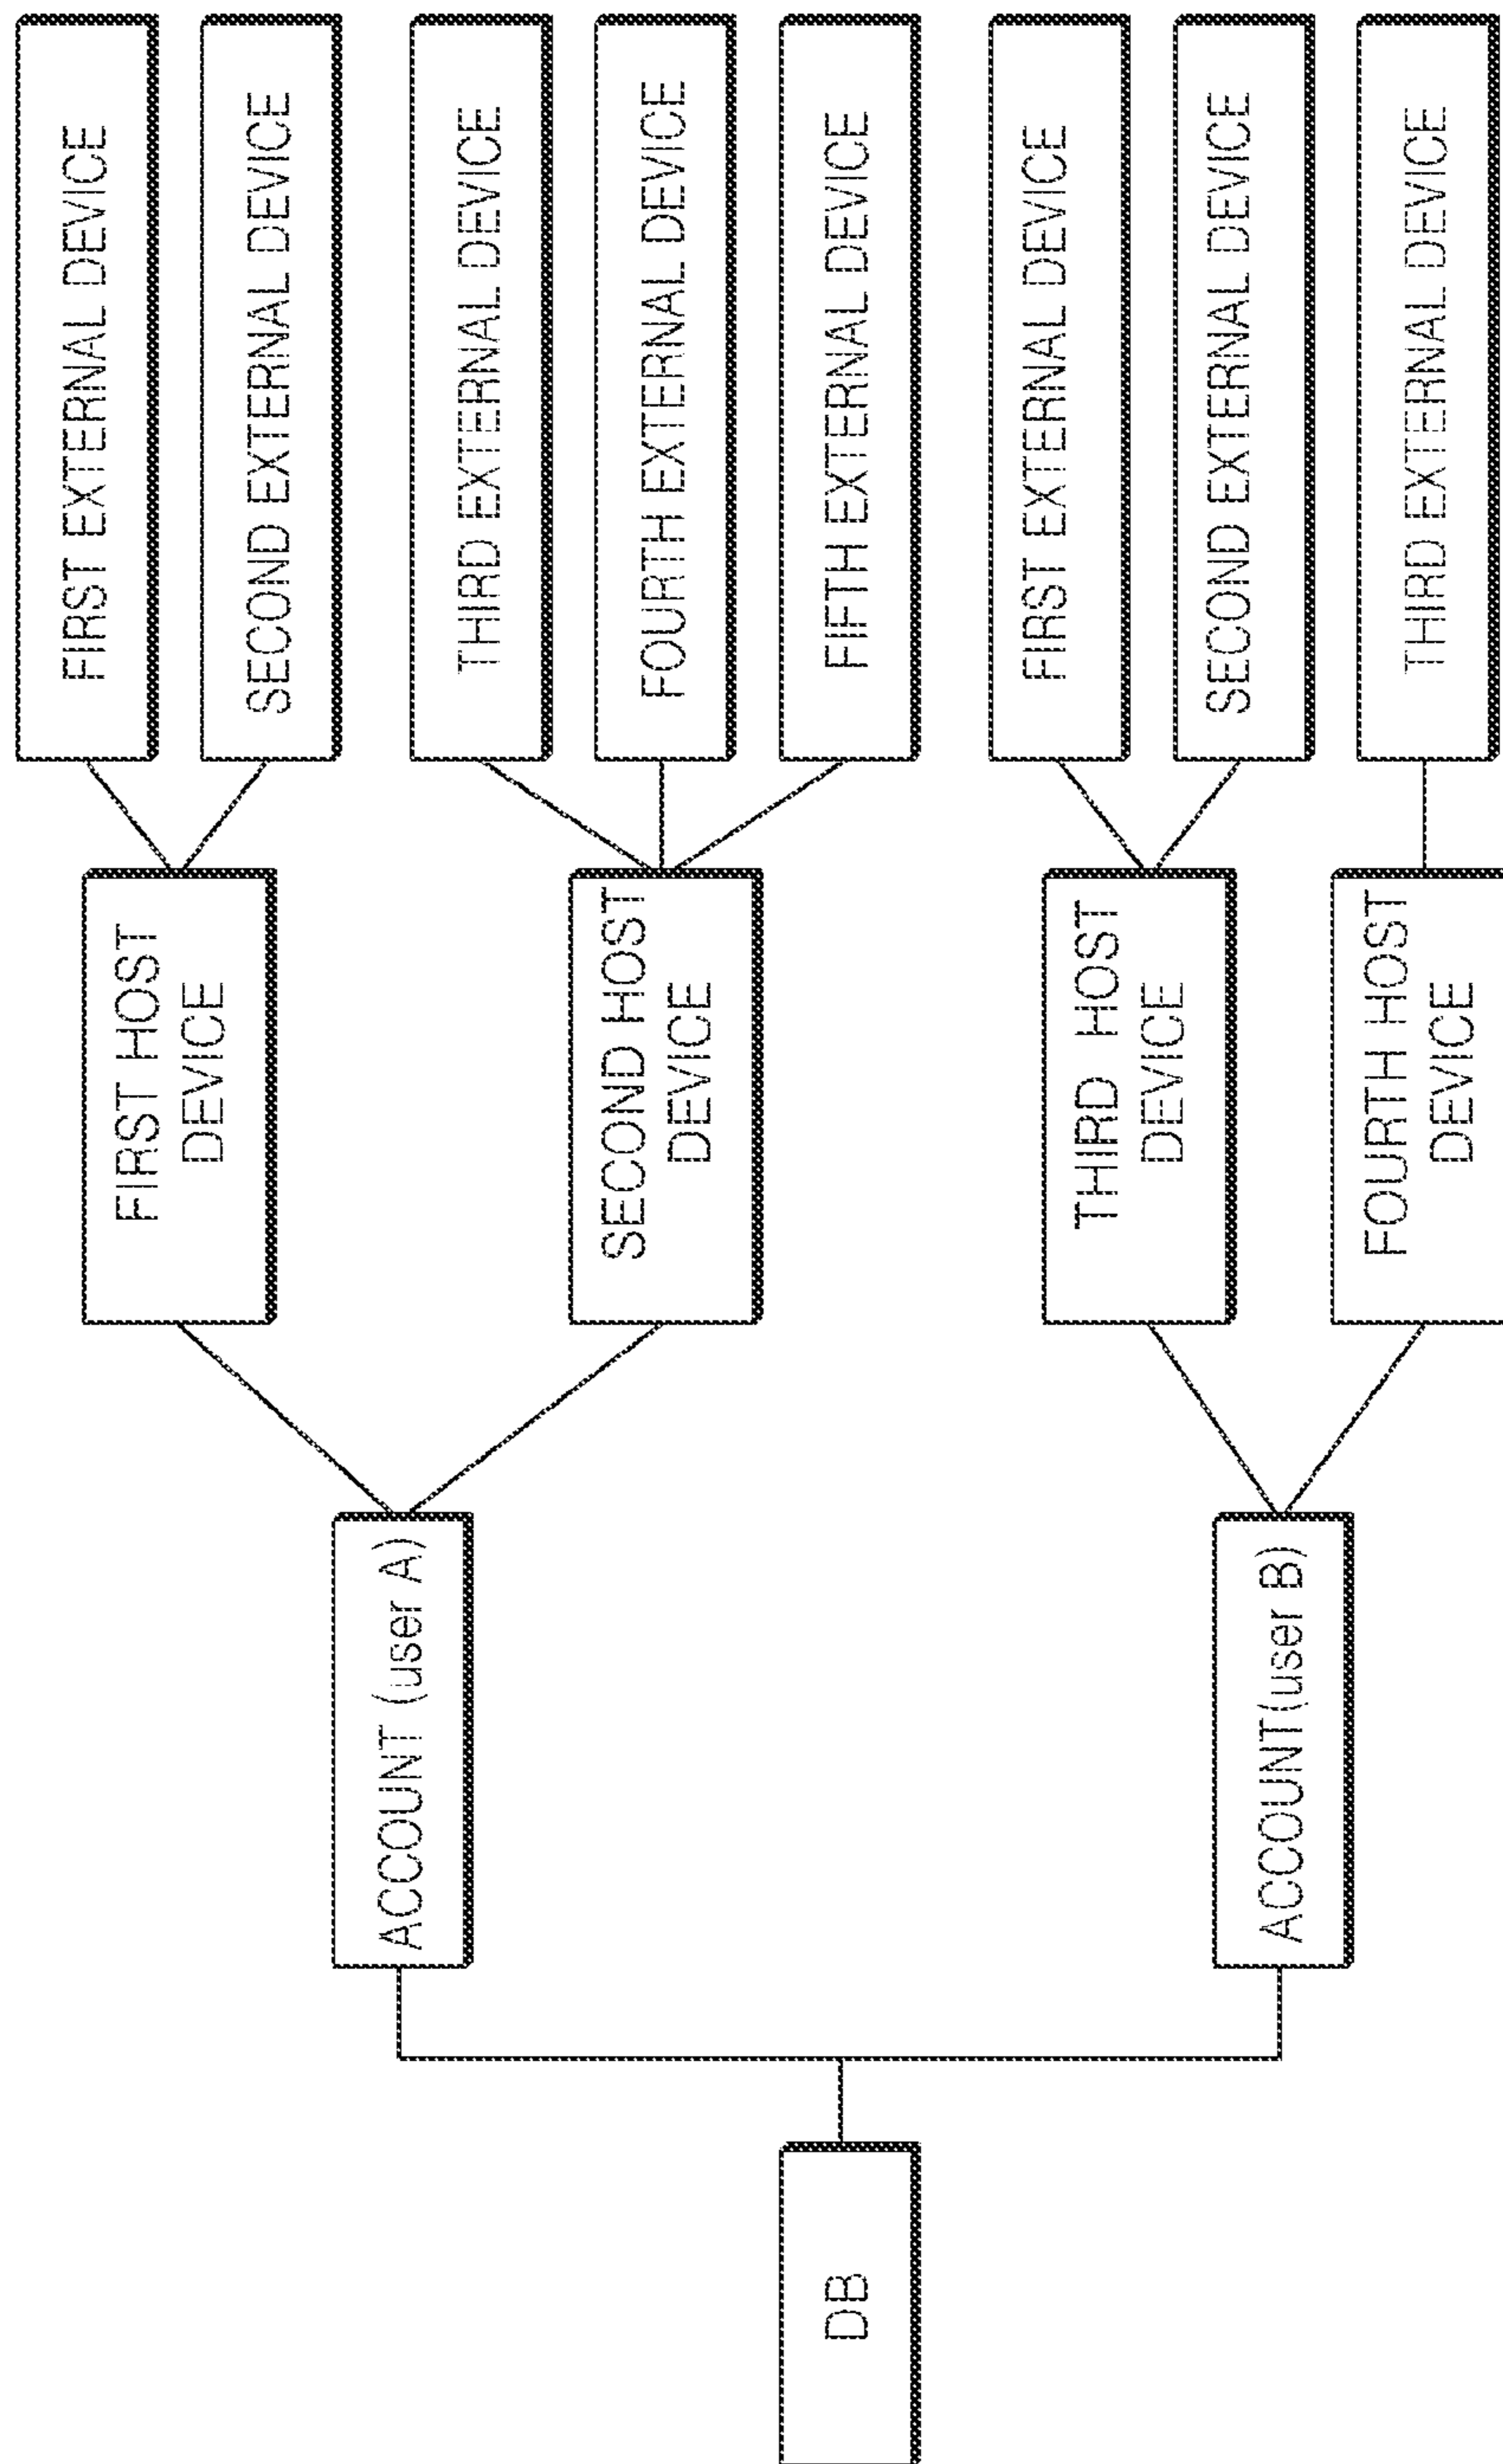 DB
ACCOUNT (user A)
ACCOUNT(user B)
FIRST HOST
DEVICE
SECOND HOST
DEVICE
THIRD HOST
DEVICE
FOURTH HOST
DEVICE
FIRST EXTERNAL DEVICE
SECOND EXTERNAL DEVICE
THIRD EXTERNAL DEVICE
FOURTH EXTERNAL DEVICE
FIFTH EXTERNAL DEVICE
FIRST EXTERNAL DEVICE
SECOND EXTERNAL DEVICE
THIRD EXTERNAL DEVICE